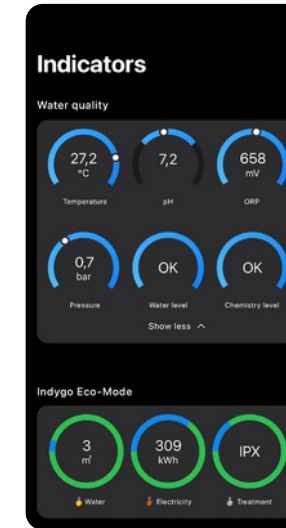 Indicators
Water quality
27,2 7,2 658
°C mV
Temperature pH ORP
0,7 OK OK
bar
Pressure Water level Chemistry level
Show less
Indygo Eco-Mode
3 309 IPX
m³ kWh
Water Electricity Treatment